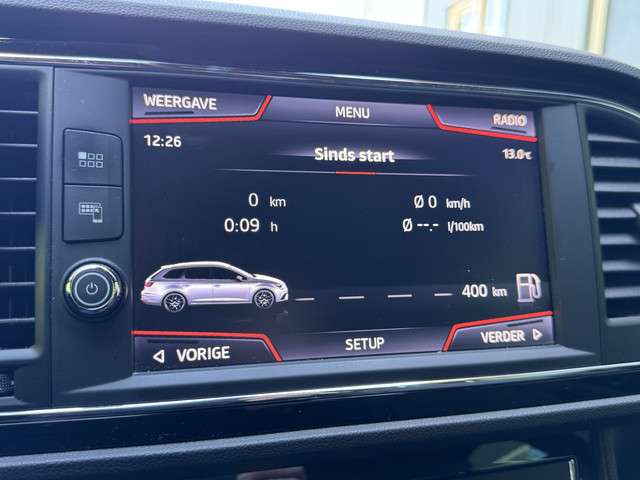 WEERGAVE MENU RADIO
12:26 Sinds start 13.0°C
0 km Ø 0 km/h
0:09 h Ø --.- l/100km
400 km
VORIGE SETUP VERDER